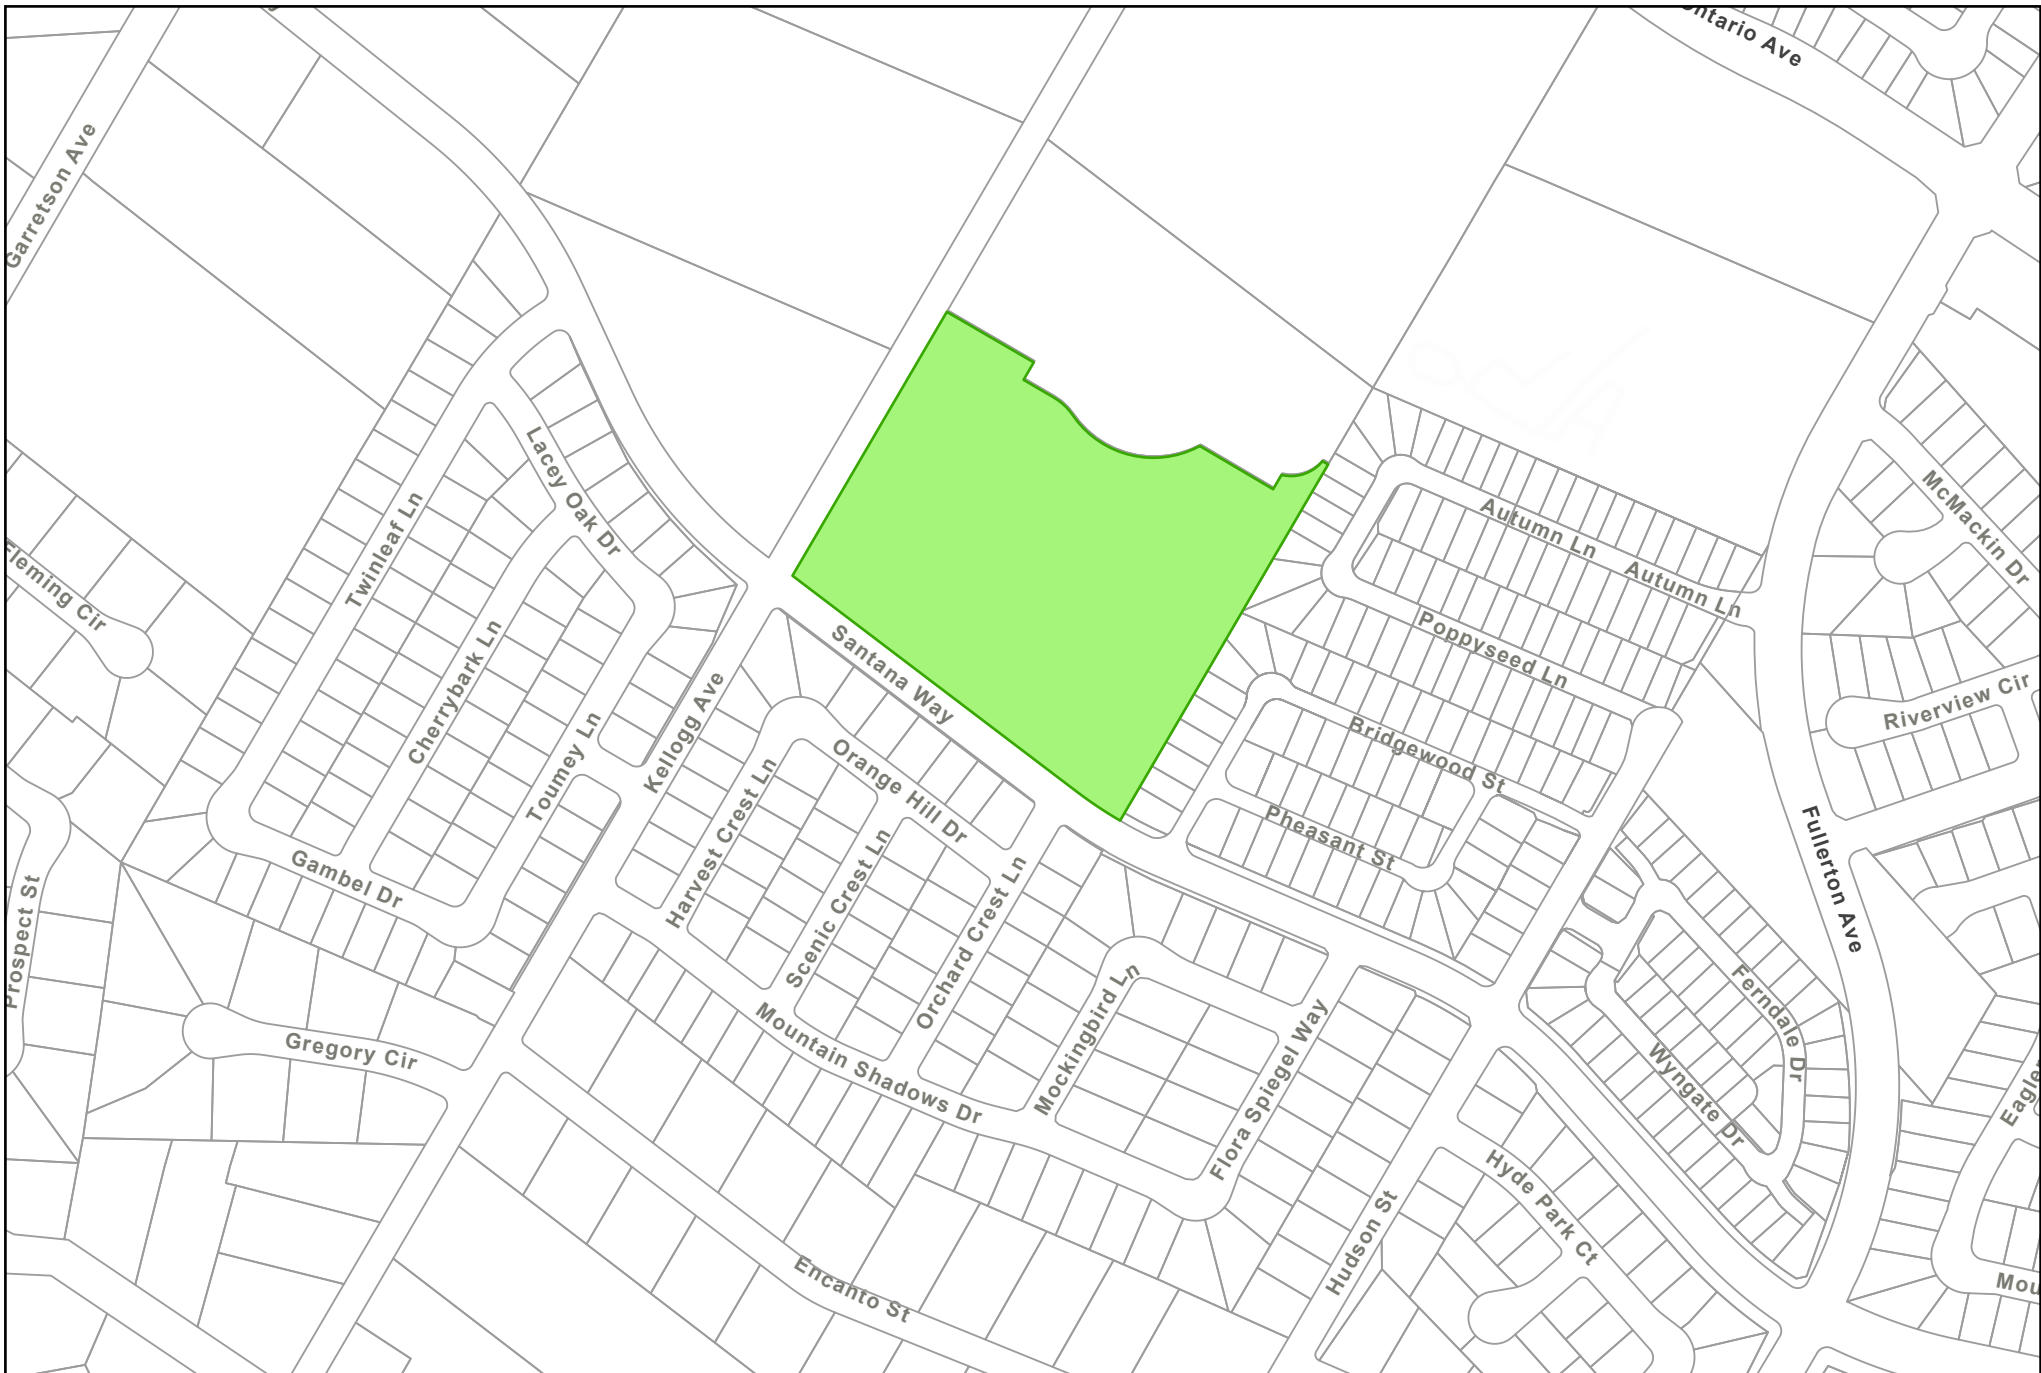 Ontario Ave
Garretson Ave
Lacey Oak Dr
Twinleaf Ln
Autumn Ln
Autumn Ln
McMackin Dr
Fleming Cir
Cherrybark Ln
Santana Way
Poppyseed Ln
Kellogg Ave
Riverview Cir
Toumey Ln
Orange Hill Dr
Bridgewood St
Harvest Crest Ln
Pheasant St
Scenic Crest Ln
Fullerton Ave
Gambel Dr
Orchard Crest Ln
Prospect St
Mockingbird Ln
Ferndale Dr
Gregory Cir
Mountain Shadows Dr
Flora Spiegel Way
Wyngate Dr
Eagle
Hyde Park Ct
Hudson St
Encanto St
Mou